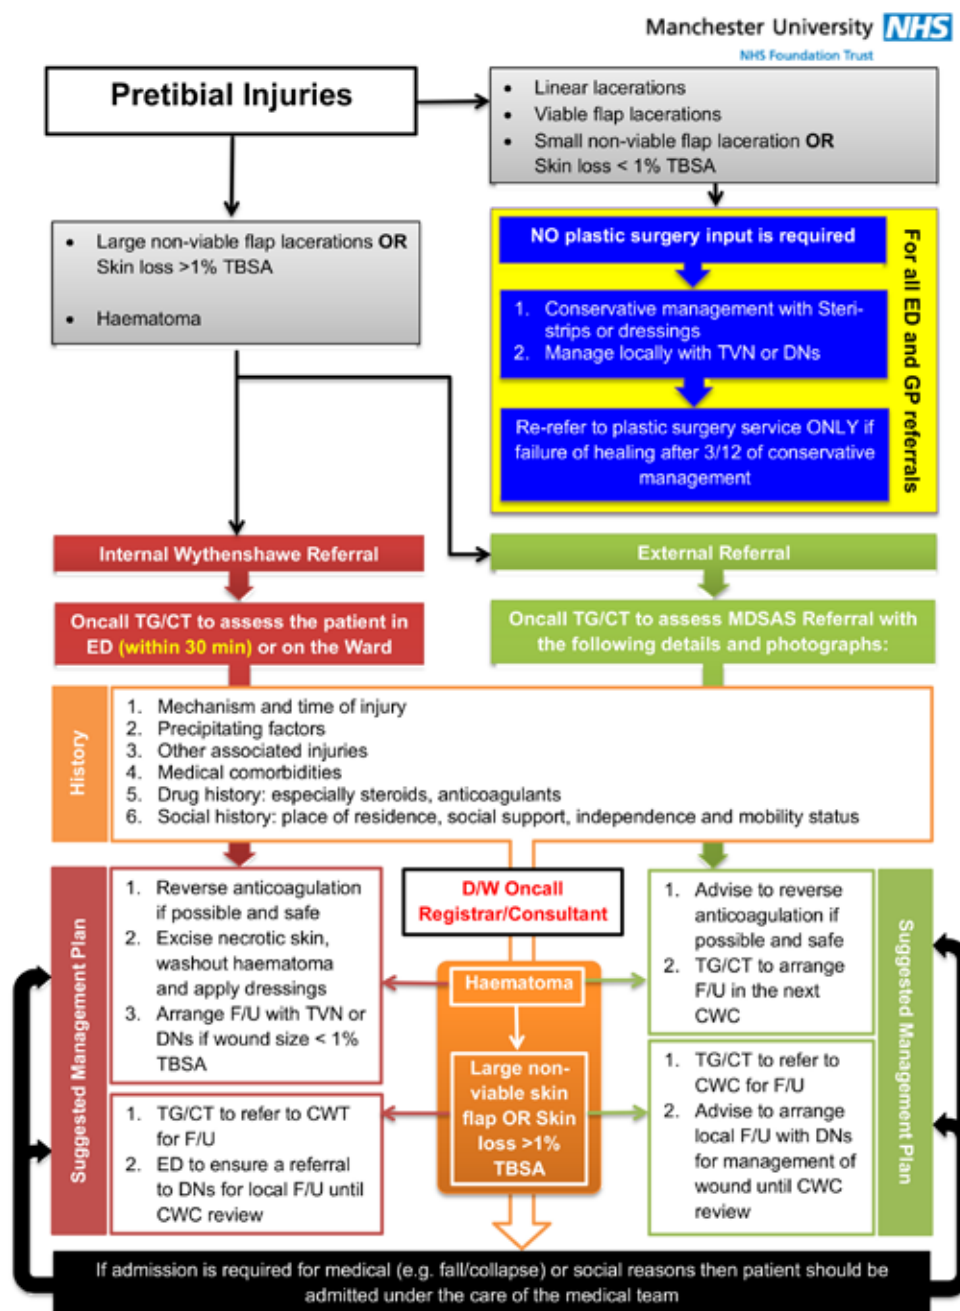 Manchester University NHS
NHS Foundation Trust
Pretibial Injuries
• Linear lacerations
• Viable flap lacerations
• Small non-viable flap laceration OR
Skin loss < 1% TBSA
• Large non-viable flap lacerations OR
Skin loss >1% TBSA
• Haematoma
NO plastic surgery input is required
1. Conservative management with Steri-
strips or dressings
2. Manage locally with TVN or DNs
Re-refer to plastic surgery service ONLY if
failure of healing after 3/12 of conservative
management
For all ED and GP referrals
Internal Wythenshawe Referral
Oncall TG/CT to assess the patient in
ED (within 30 min) or on the Ward
External Referral
Oncall TG/CT to assess MDSAS Referral with
the following details and photographs:
History
1. Mechanism and time of injury
2. Precipitating factors
3. Other associated injuries
4. Medical comorbidities
5. Drug history: especially steroids, anticoagulants
6. Social history: place of residence, social support, independence and mobility status
Suggested Management Plan
1. Reverse anticoagulation
if possible and safe
2. Excise necrotic skin,
washout haematoma
and apply dressings
3. Arrange F/U with TVN or
DNs if wound size < 1%
TBSA
1. TG/CT to refer to CWT
for F/U
2. ED to ensure a referral
to DNs for local F/U until
CWC review
D/W Oncall
Registrar/Consultant
Haematoma
Large non-
viable skin
flap OR Skin
loss >1%
TBSA
1. Advise to reverse
anticoagulation if
possible and safe
2. TG/CT to arrange
F/U in the next
CWC
1. TG/CT to refer to
CWC for F/U
2. Advise to arrange
local F/U with DNs
for management of
wound until CWC
review
Suggested Management Plan
If admission is required for medical (e.g. fall/collapse) or social reasons then patient should be
admitted under the care of the medical team